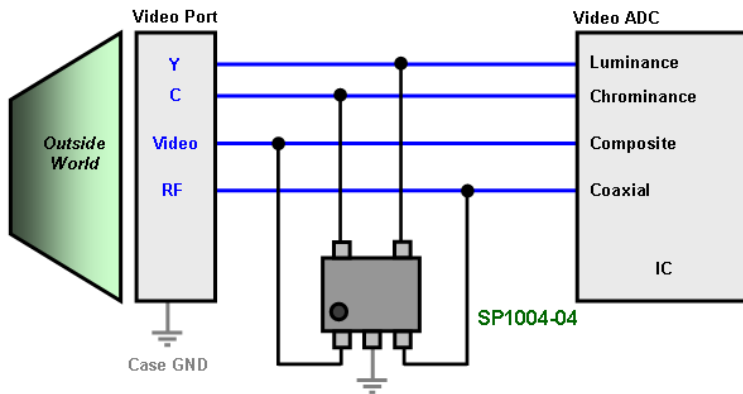 Video Port
Video ADC
Outside
World
Y
C
Video
RF
Luminance
Chrominance
Composite
Coaxial
IC
SP1004-04
Case GND